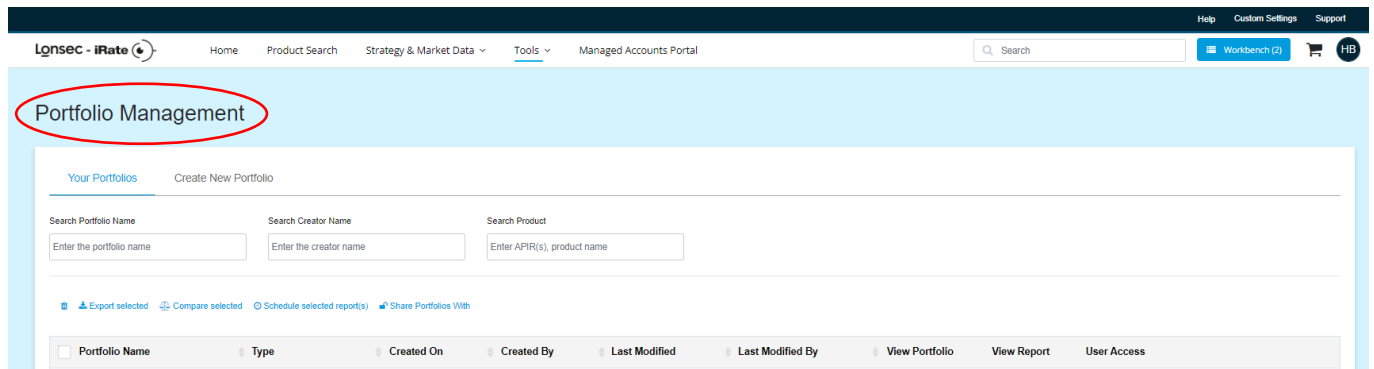 Help Custom Settings Support
Lonsec - iRate Home Product Search Strategy & Market Data Tools Managed Accounts Portal Search Workbench (2) HB
Portfolio Management
Your Portfolios Create New Portfolio
Search Portfolio Name Search Creator Name Search Product
Enter the portfolio name Enter the creator name Enter APIR(s), product name
Export selected Compare selected Schedule selected report(s) Share Portfolios With
Portfolio Name Type Created On Created By Last Modified Last Modified By View Portfolio View Report User Access